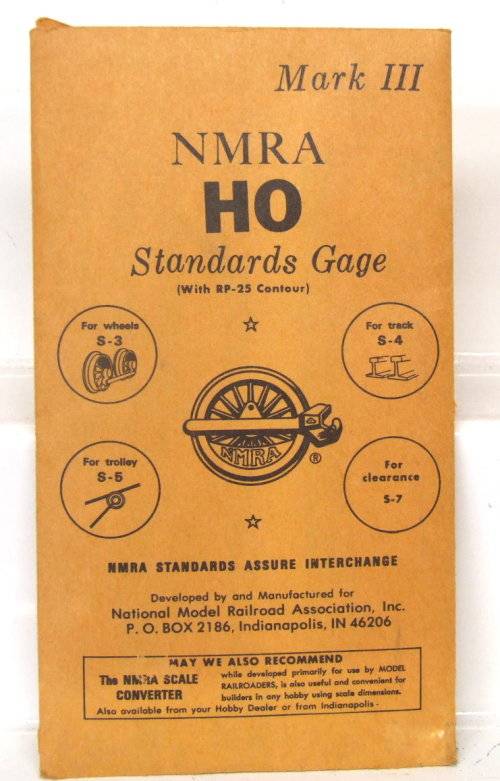 Mark III
NMRA
HO
Standards Gage
(With RP-25 Contour)
For wheels
S-3
For track
S-4
NMRA
®
For trolley
S-5
For
clearance
S-7
NMRA STANDARDS ASSURE INTERCHANGE
Developed by and Manufactured for
National Model Railroad Association, Inc.
P. O. BOX 2186, Indianapolis, IN 46206
MAY WE ALSO RECOMMEND
The NMRA SCALE
CONVERTER
while developed primarily for use by MODEL
RAILROADERS, is also useful and convenient for
builders in any hobby using scale dimensions.
Also available from your Hobby Dealer or from Indianapolis -